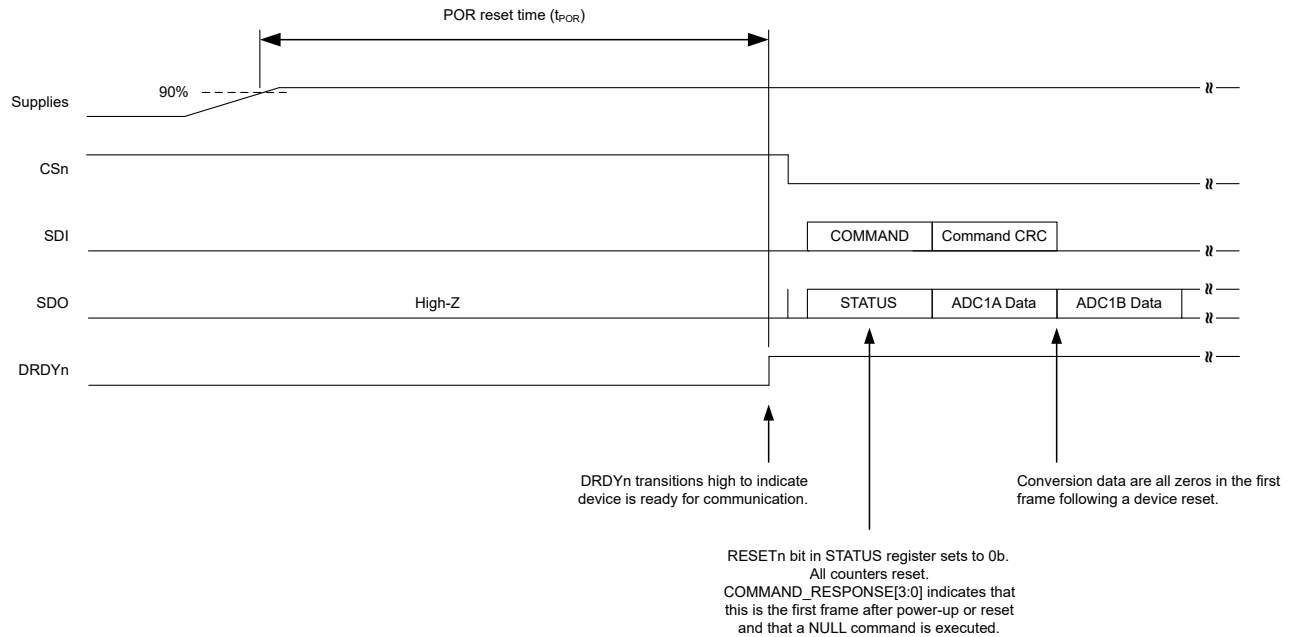 POR reset time (tPOR)
90%
Supplies
CSn
SDI
COMMAND
Command CRC
SDO
High-Z
STATUS
ADC1A Data
ADC1B Data
DRDYn
DRDYn transitions high to indicate
device is ready for communication.
Conversion data are all zeros in the first
frame following a device reset.
RESETn bit in STATUS register sets to 0b.
All counters reset.
COMMAND_RESPONSE[3:0] indicates that
this is the first frame after power-up or reset
and that a NULL command is executed.